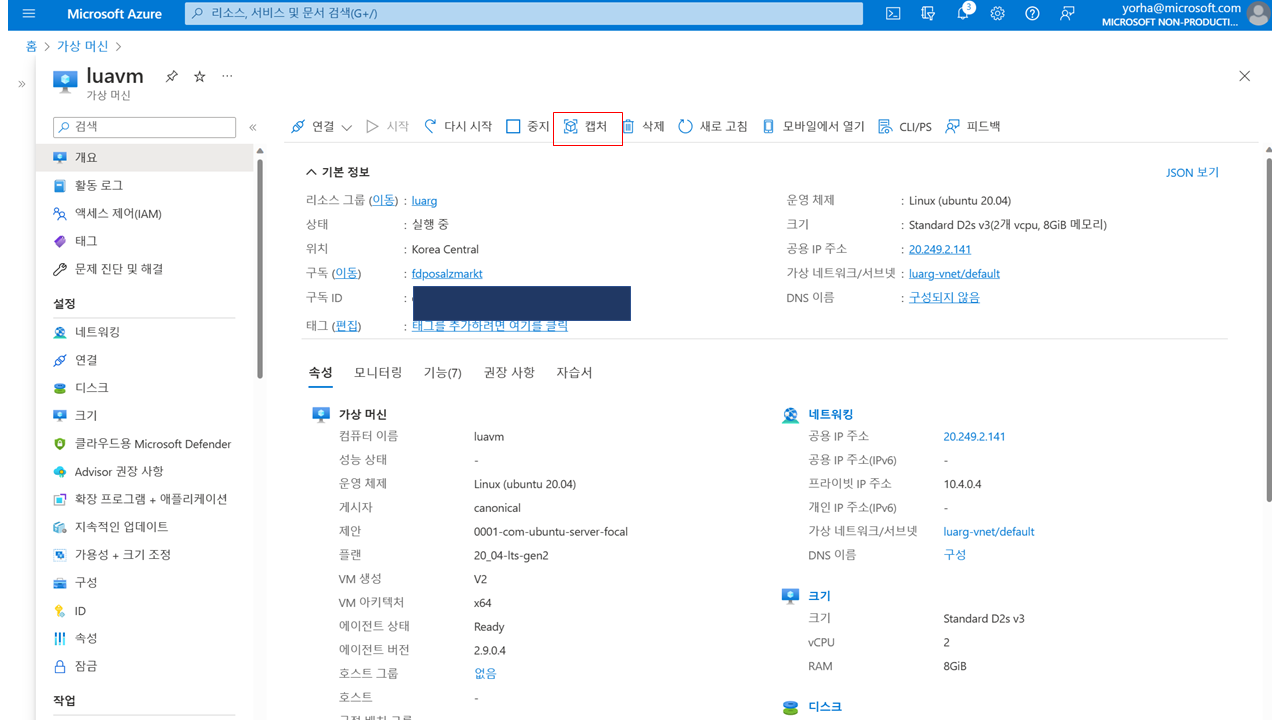 Microsoft Azure
리소스, 서비스 및 문서 검색(G+/)
3
yorha@microsoft.com
MICROSOFT NON-PRODUCTI...
홈 > 가상 머신 >
luavm
가상 머신
검색
연결
시작
다시 시작
중지
캡처
삭제
새로 고침
모바일에서 열기
CLI/PS
피드백
개요
활동 로그
액세스 제어(IAM)
태그
문제 진단 및 해결
설정
네트워킹
연결
디스크
크기
클라우드용 Microsoft Defender
Advisor 권장 사항
확장 프로그램 + 애플리케이션
지속적인 업데이트
가용성 + 크기 조정
구성
ID
속성
잠금
작업
기본 정보
JSON 보기
리소스 그룹 (이동) : luarg
상태 : 실행 중
위치 : Korea Central
구독 (이동) : fdposalzmarkt
구독 ID :
태그 (편집) : 태그를 추가하려면 여기를 클릭
운영 체제 : Linux (ubuntu 20.04)
크기 : Standard D2s v3(2개 vcpu, 8GiB 메모리)
공용 IP 주소 : 20.249.2.141
가상 네트워크/서브넷 : luarg-vnet/default
DNS 이름 : 구성되지 않음
속성 모니터링 기능(7) 권장 사항 자습서
가상 머신
컴퓨터 이름 luavm
성능 상태 -
운영 체제 Linux (ubuntu 20.04)
게시자 canonical
제안 0001-com-ubuntu-server-focal
플랜 20_04-lts-gen2
VM 생성 V2
VM 아키텍처 x64
에이전트 상태 Ready
에이전트 버전 2.9.0.4
호스트 그룹 없음
호스트 -
네트워킹
공용 IP 주소 20.249.2.141
공용 IP 주소(IPv6) -
프라이빗 IP 주소 10.4.0.4
개인 IP 주소(IPv6) -
가상 네트워크/서브넷 luarg-vnet/default
DNS 이름 구성
크기
크기 Standard D2s v3
vCPU 2
RAM 8GiB
디스크